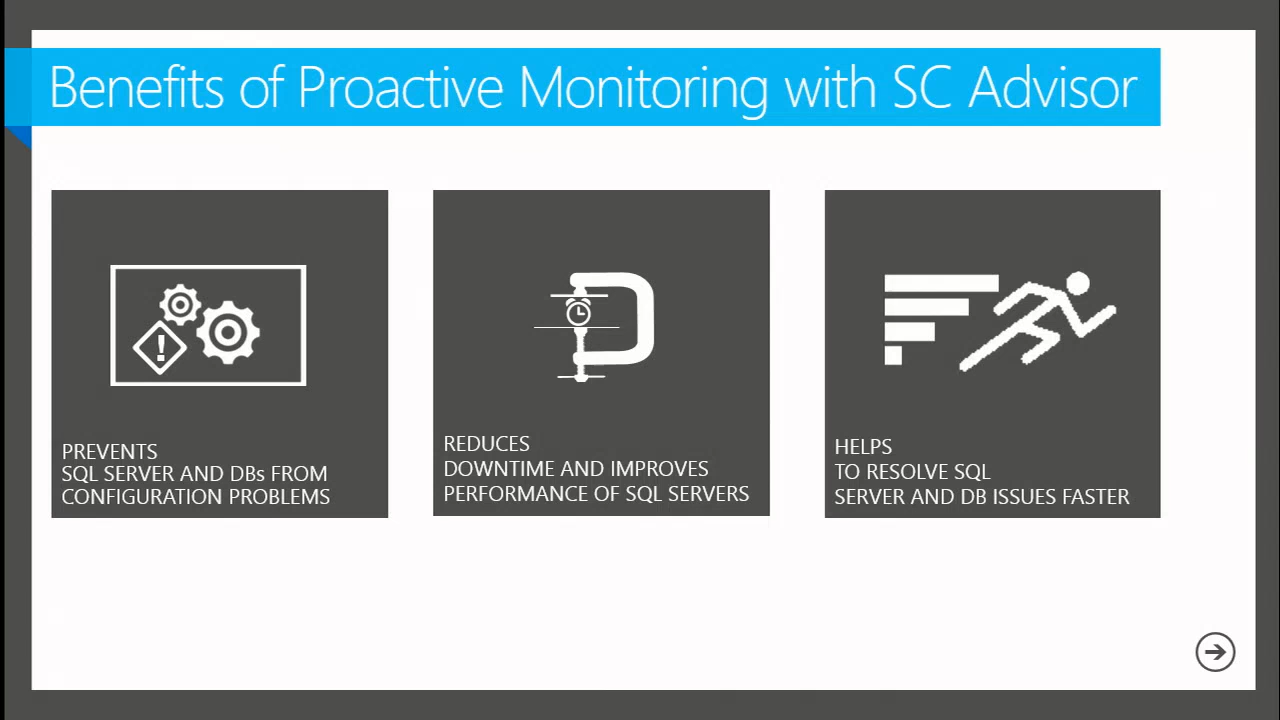 Benefits of Proactive Monitoring with SC Advisor
PREVENTS
SQL SERVER AND DBs FROM
CONFIGURATION PROBLEMS
REDUCES
DOWNTIME AND IMPROVES
PERFORMANCE OF SQL SERVERS
HELPS
TO RESOLVE SQL
SERVER AND DB ISSUES FASTER